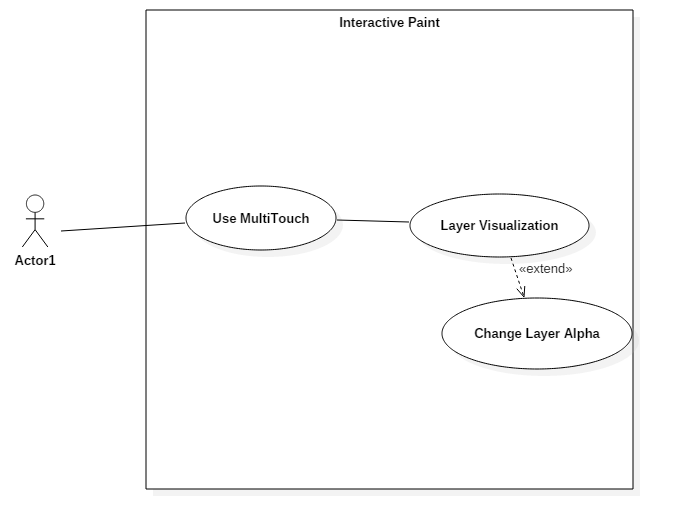 Interactive Paint
Use MultiTouch
Layer Visualization
Actor1
«extend»
Change Layer Alpha